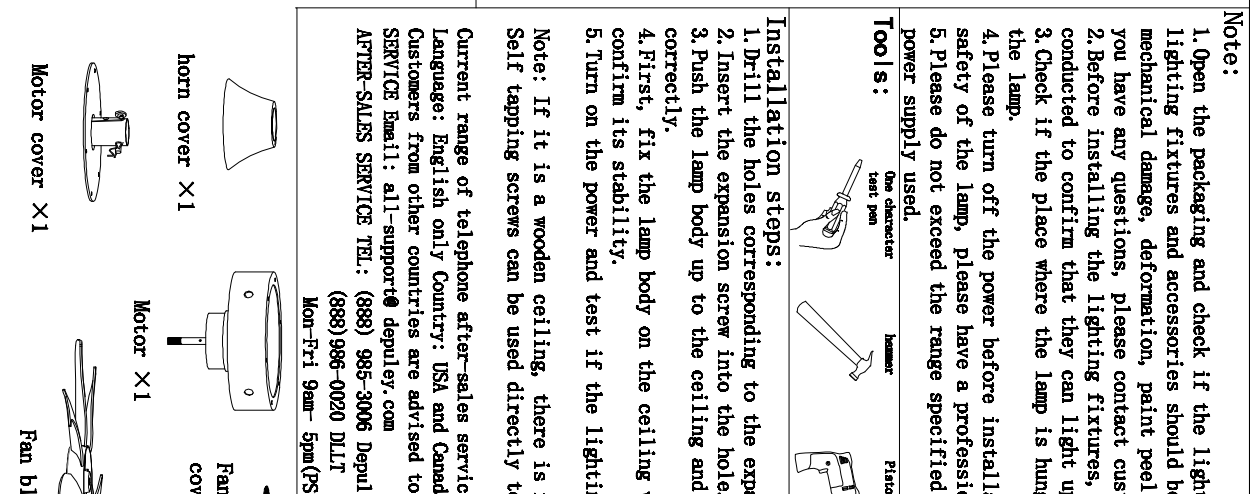 Note:
1. Open the packaging and check if the light
lighting fixtures and accessories should be
mechanical damage, deformation, paint peel
you have any questions, please contact cus
2. Before installing the lighting fixtures,
conducted to confirm that they can light up
3. Check if the place where the lamp is hung
the lamp.
4. Please turn off the power before installa
safety of the lamp, please have a professi
5. Please do not exceed the range specified
power supply used.
Tools:
One character
test pen
hammer
Pisto
Installation steps:
1. Drill the holes corresponding to the expa
2. Insert the expansion screw into the hole
3. Push the lamp body up to the ceiling and
correctly.
4. First, fix the lamp body on the ceiling
confirm its stability.
5. Turn on the power and test if the lightin
Note: If it is a wooden ceiling, there is
Self tapping screws can be used directly to
Current range of telephone after-sales servic
Language: English only Country: USA and Canad
Customers from other countries are advised to
SERVICE Email: all-support@ depuley.com
AFTER-SALES SERVICE TEL: (888) 985-3006 Depul
(888)986-0020 DLLT
Mon-Fri 9am- 5pm(PS
horn cover ×1
Motor cover ×1
Motor ×1
Fan
cov
Fan bl